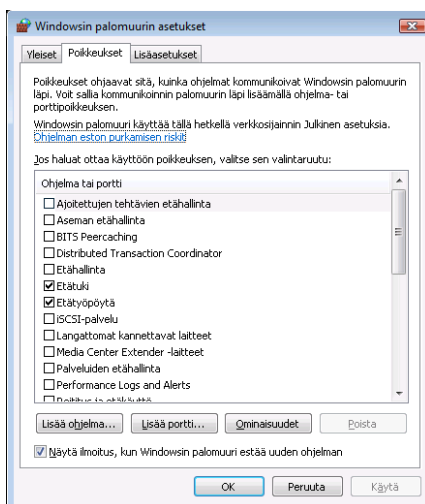 Windowsin palomuurin asetukset
Yleiset Poikkeukset Lisäasetukset
Poikkeukset ohjaavat sitä, kuinka ohjelmat kommunikoivat Windowsin palomuurin
läpi. Voit sallia kommunikoinnin palomuurin läpi lisäämällä ohjelma- tai
porttipoikkeuksen.
Windowsin palomuuri käyttää tällä hetkellä verkkosijainnin Julkinen asetuksia.
Ohjelman eston purkamisen riskit
Jos haluat ottaa käyttöön poikkeuksen, valitse sen valintaruutu:
Ohjelma tai portti
Ajoitettujen tehtävien etähallinta
Aseman etähallinta
BITS Peercaching
Distributed Transaction Coordinator
Etähallinta
Etätuki
Etätyöpöytä
iSCSI-palvelu
Langattomat kannettavat laitteet
Media Center Extender -laitteet
Palveluiden etähallinta
Performance Logs and Alerts
Reititys ja etäkäyttö
Lisää ohjelma... Lisää portti... Ominaisuudet Poista
Näytä ilmoitus, kun Windowsin palomuuri estää uuden ohjelman
OK Peruuta Käytä